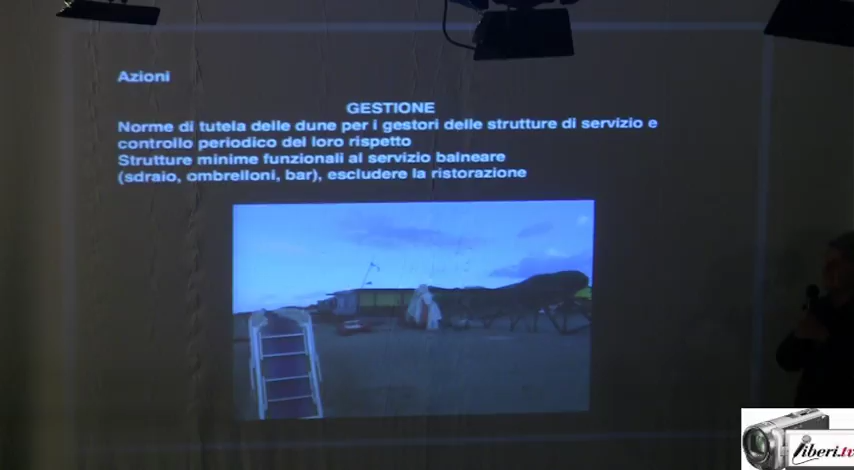 Azioni
GESTIONE
Norme di tutela delle dune per i gestori delle strutture di servizio e
controllo periodico del loro rispetto
Strutture minime funzionali al servizio balneare
(sdraio, ombrelloni, bar), escludere la ristorazione
liberi.tv